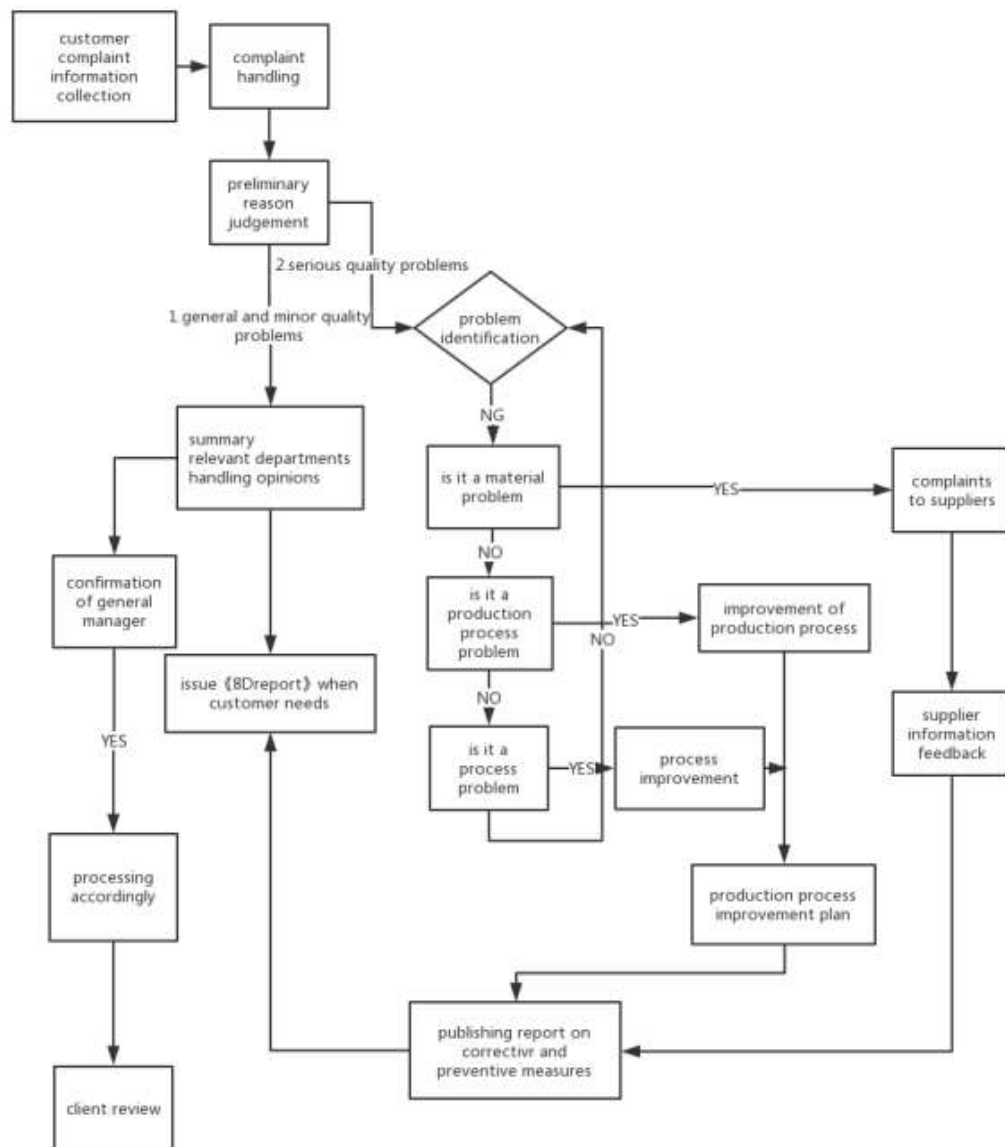 customer
complaint
information
collection
complaint
handling
preliminary
reason
judgement
2.serious quality problems
1.general and minor quality
problems
problem
identification
NG
summary
relevant departments
handling opinions
is it a material
problem
YES
complaints
to suppliers
NO
confirmation
of general
manager
is it a
production
process
problem
YES
improvement of
production process
NO
issue《8Dreport》when
customer needs
NO
supplier
information
feedback
YES
is it a
process
problem
YES
process
improvement
processing
accordingly
production process
improvement plan
publishing report on
correctivr and
preventive measures
client review